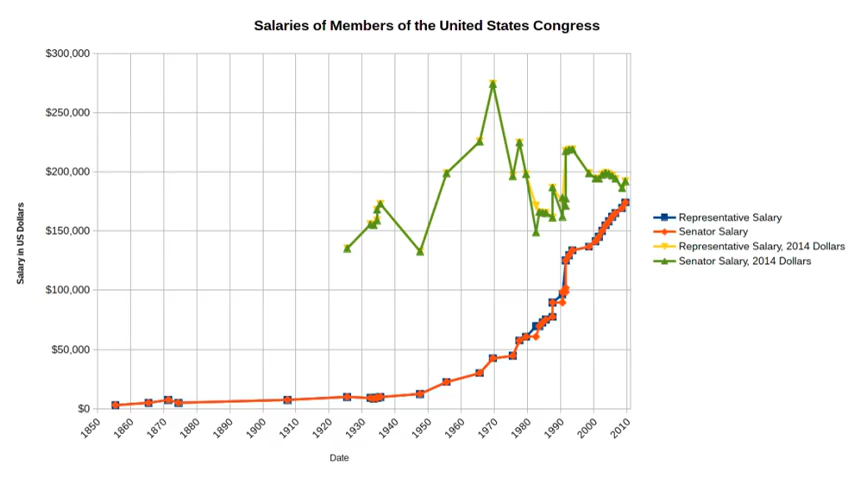 Salaries of Members of the United States Congress
$300,000
$250,000
$200,000
$150,000
$100,000
$50,000
$0
Salary in US Dollars
1850 1860 1870 1880 1890 1900 1910 1920 1930 1940 1950 1960 1970 1980 1990 2000 2010
Date
Representative Salary
Senator Salary
Representative Salary, 2014 Dollars
Senator Salary, 2014 Dollars